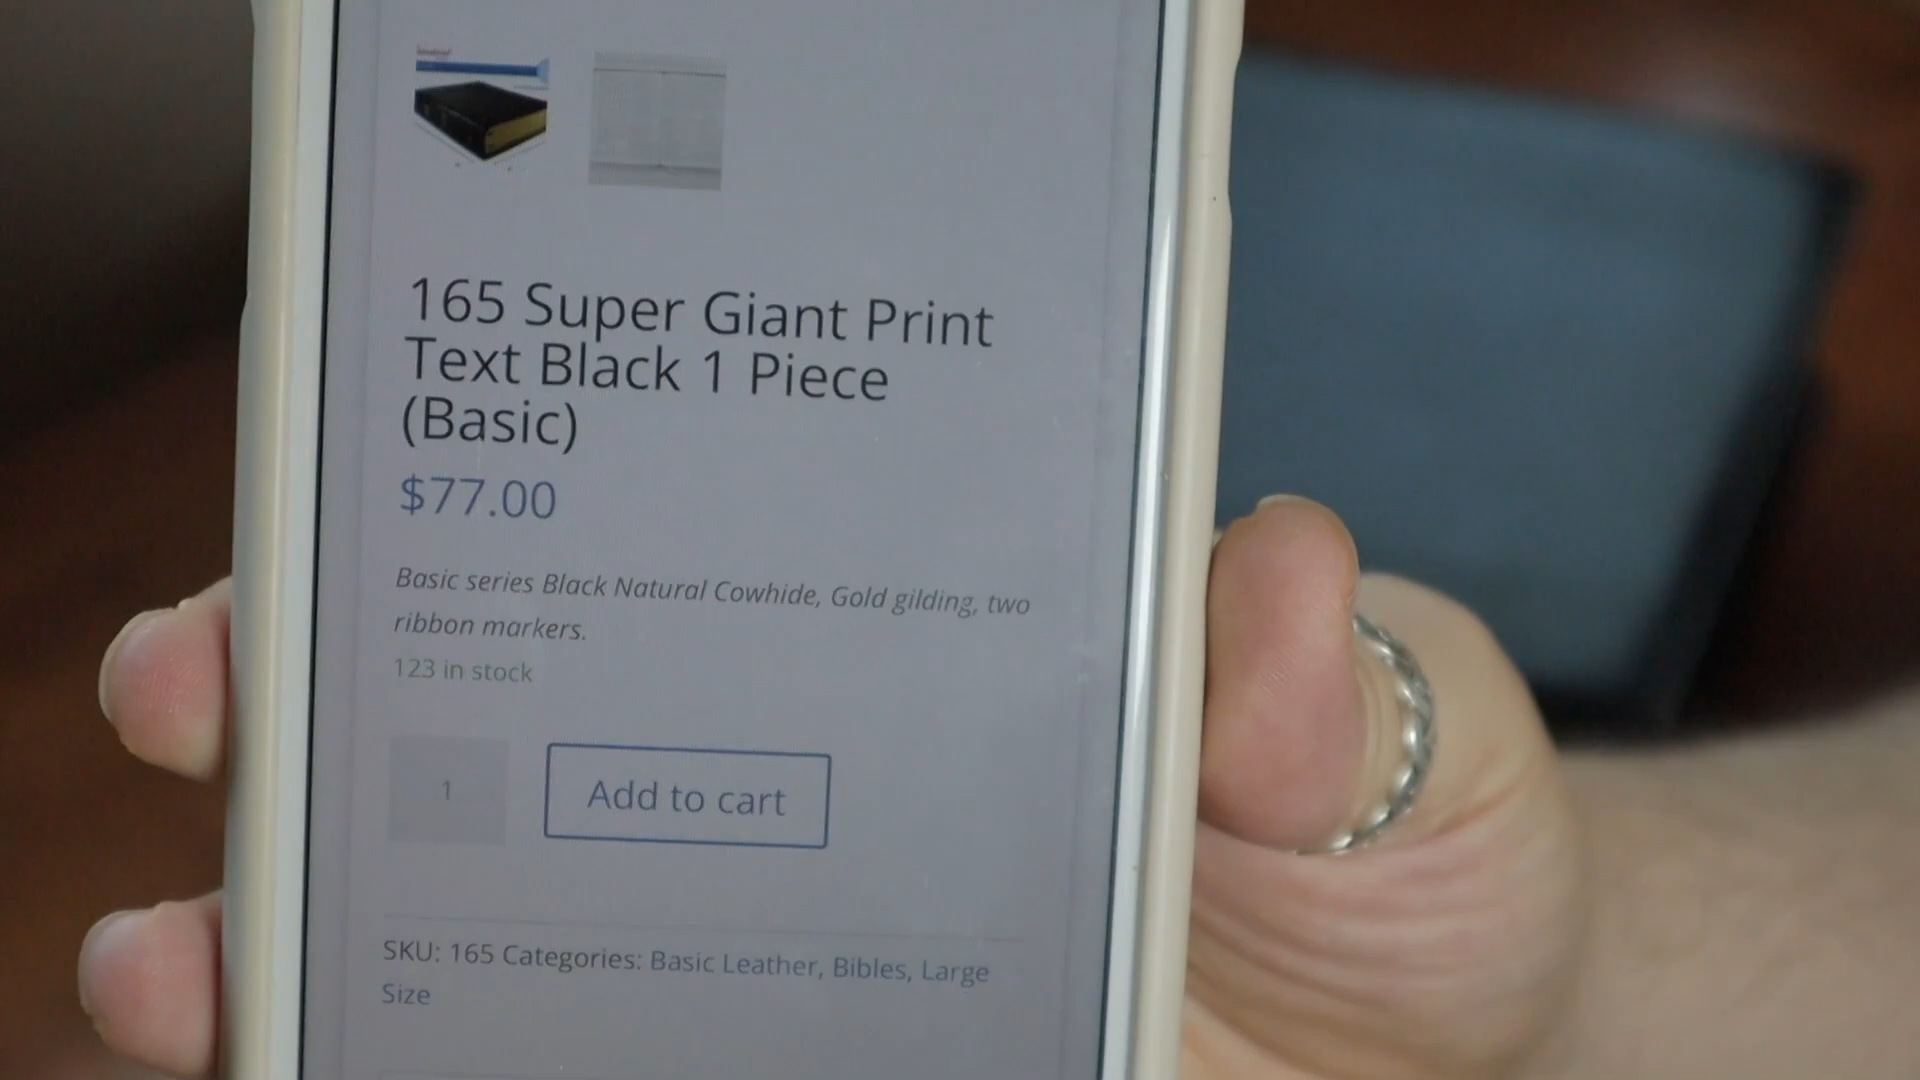 165 Super Giant Print
Text Black 1 Piece
(Basic)
$77.00
Basic series Black Natural Cowhide, Gold gilding, two
ribbon markers.
123 in stock
1
Add to cart
SKU: 165 Categories: Basic Leather, Bibles, Large
Size